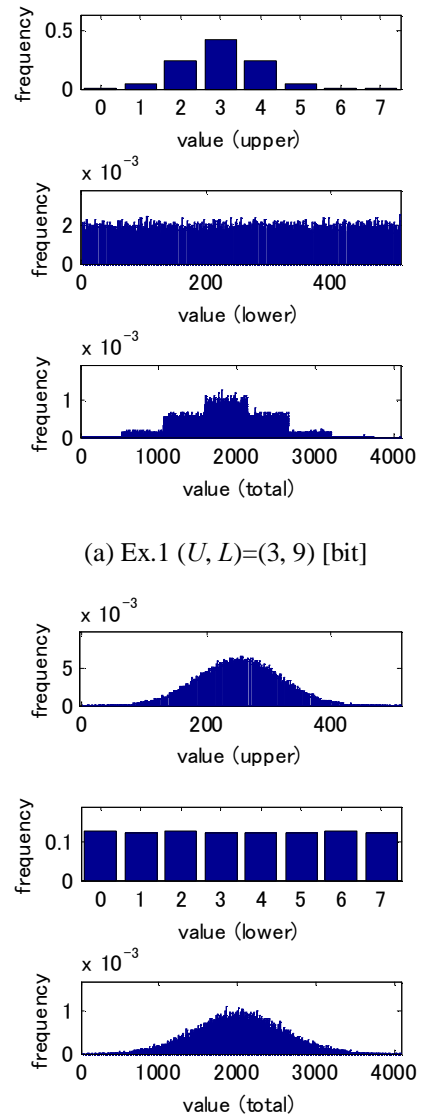 0.5
0
frequency
0 1 2 3 4 5 6 7
value (upper)
x 10^-3
2
0
frequency
0 200 400
value (lower)
x 10^-3
1
0
frequency
0 1000 2000 3000 4000
value (total)
(a) Ex.1 (U, L)=(3, 9) [bit]
x 10^-3
5
0
frequency
0 200 400
value (upper)
0.1
0
frequency
0 1 2 3 4 5 6 7
value (lower)
x 10^-3
1
0
frequency
0 1000 2000 3000 4000
value (total)